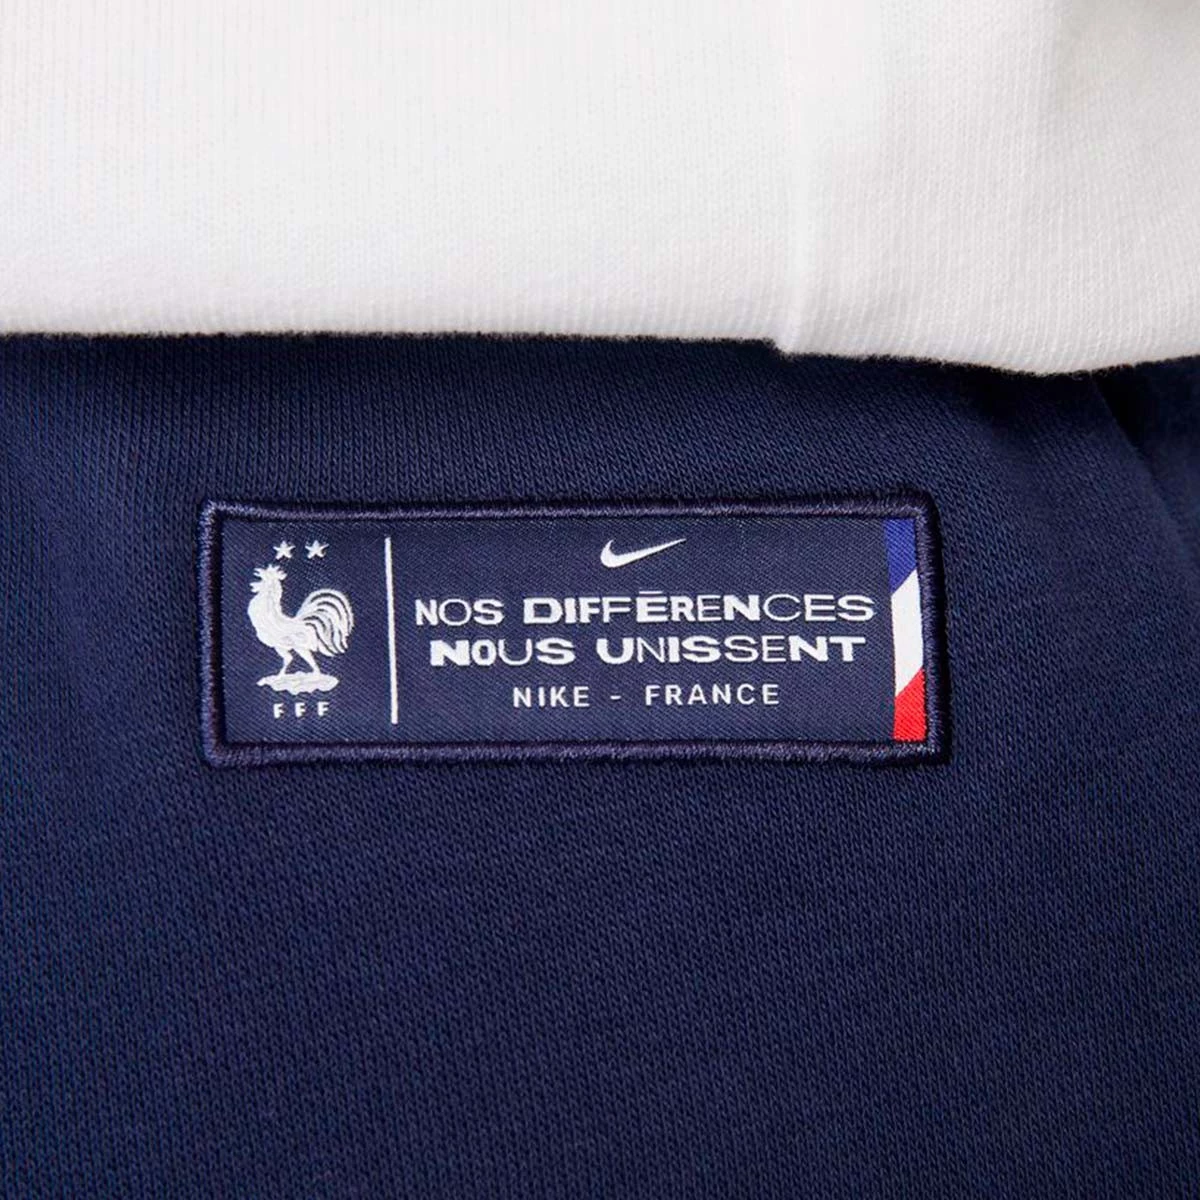 FFF
NOS DIFFÉRENCES
NOUS UNISSENT
NIKE - FRANCE